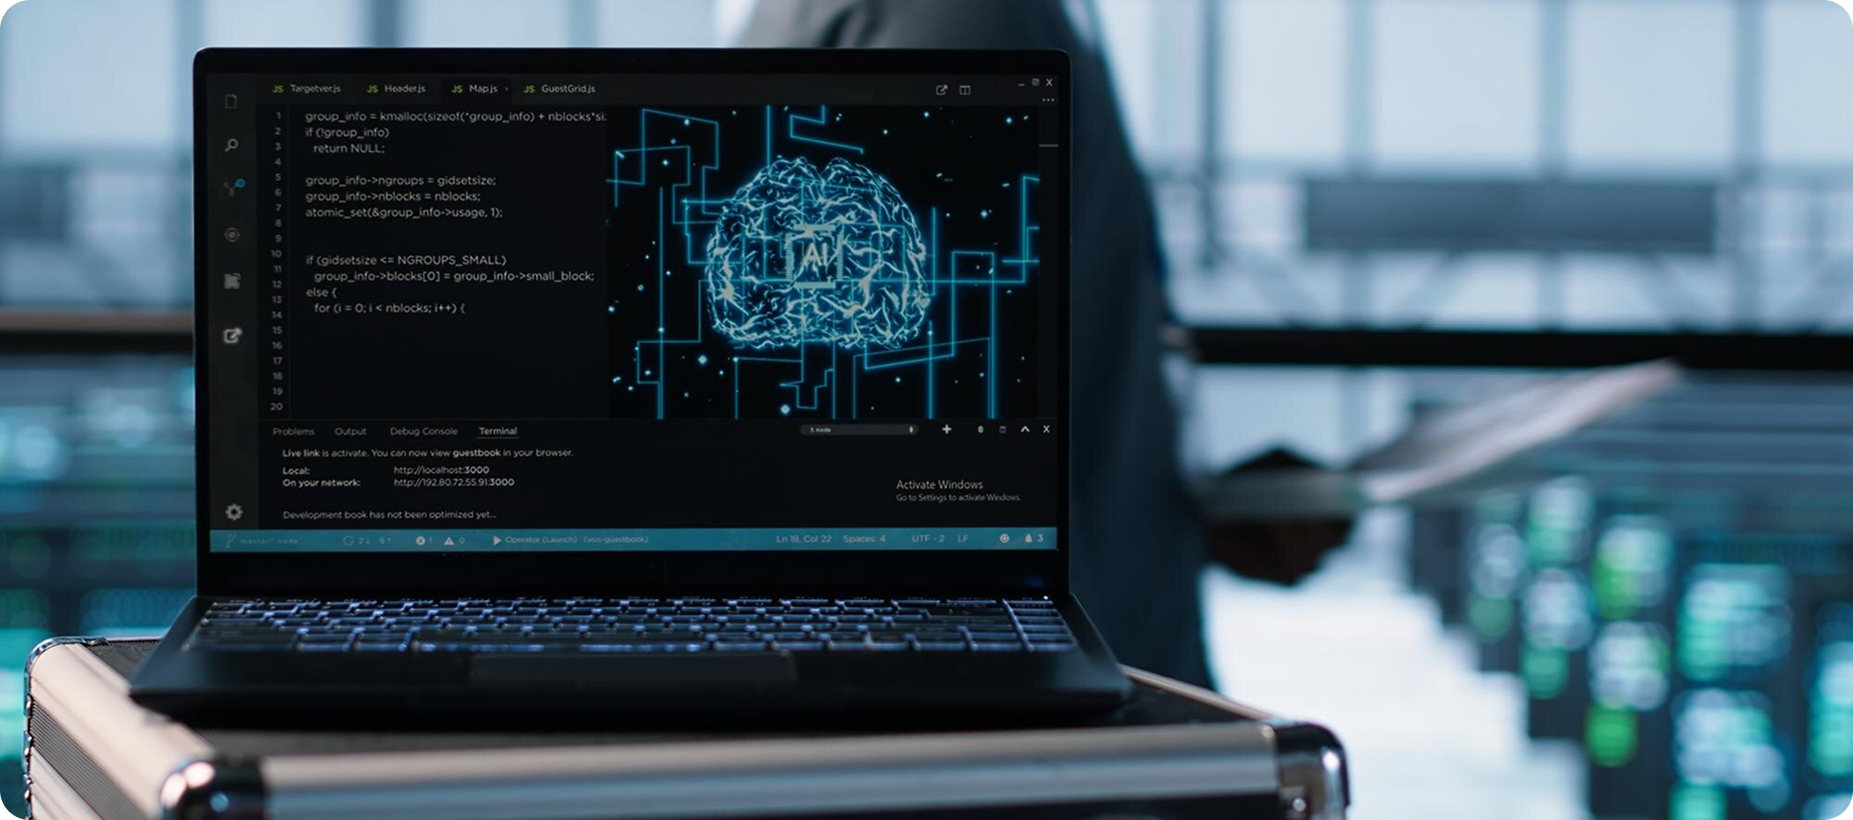 JS Targetver.js JS Header.js JS Map.js JS GuestGrid.js
1 group_info = kmalloc(sizeof(*group_info) + nblocks*si
2 if (!group_info)
3 return NULL;
4
5 group_info->ngroups = gidsetsize;
6 group_info->nblocks = nblocks;
7 atomic_set(&group_info->usage, 1);
8
9
10 if (gidsetsize <= NGROUPS_SMALL)
11 group_info->blocks[0] = group_info->small_block;
12 else {
13 for (i = 0; i < nblocks; i++) {
14
15
16
17
18
19
20
AI
Problems Output Debug Console Terminal
1: node
Live link is activate. You can now view guestbook in your browser.
Local: http://localhost:3000
On your network: http://192.80.72.55.91:3000
Development book has not been optimized yet...
Activate Windows
Go to Settings to activate Windows.
Operator (Launch) (vsis-guestbook) Ln 18, Col 22 Spaces: 4 UTF - 2 LF 3